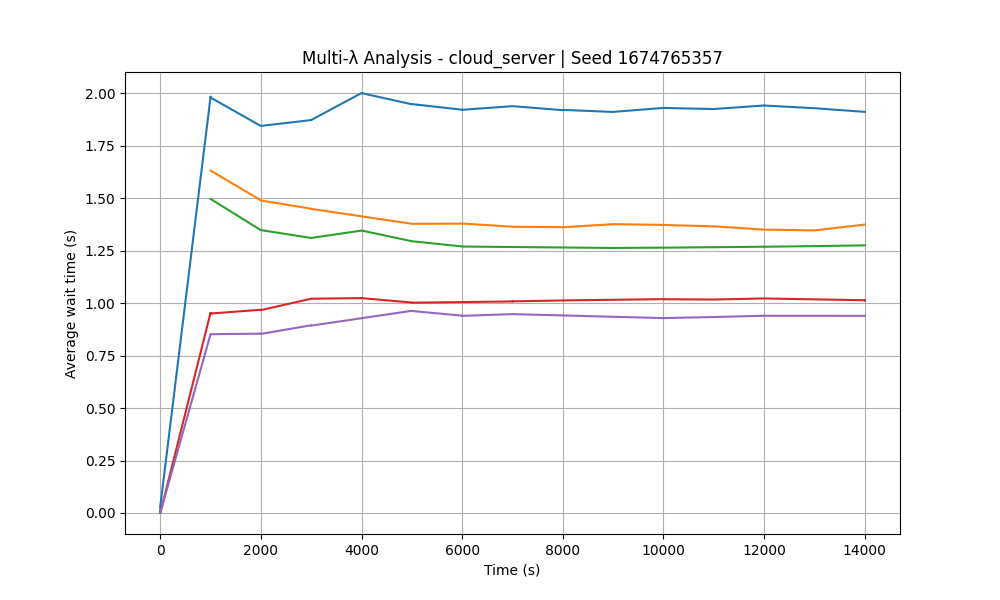 Multi-λ Analysis - cloud_server | Seed 1674765357
Average wait time (s)
2.00
1.75
1.50
1.25
1.00
0.75
0.50
0.25
0.00
0 2000 4000 6000 8000 10000 12000 14000
Time (s)